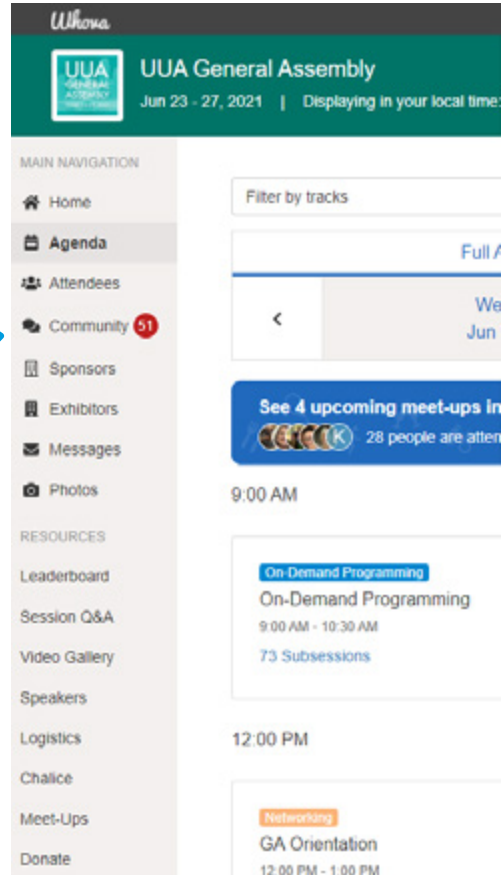 Whova
UUA
GENERAL
ASSEMBLY
UUA General Assembly
Jun 23 - 27, 2021 | Displaying in your local time:
MAIN NAVIGATION
Home
Agenda
Attendees
Community 51
Sponsors
Exhibitors
Messages
Photos
RESOURCES
Leaderboard
Session Q&A
Video Gallery
Speakers
Logistics
Chalice
Meet-Ups
Donate
Filter by tracks
Full A
<
We
Jun
See 4 upcoming meet-ups in
K 28 people are atten
9:00 AM
On-Demand Programming
On-Demand Programming
9:00 AM - 10:30 AM
73 Subsessions
12:00 PM
Networking
GA Orientation
12:00 PM - 1:00 PM